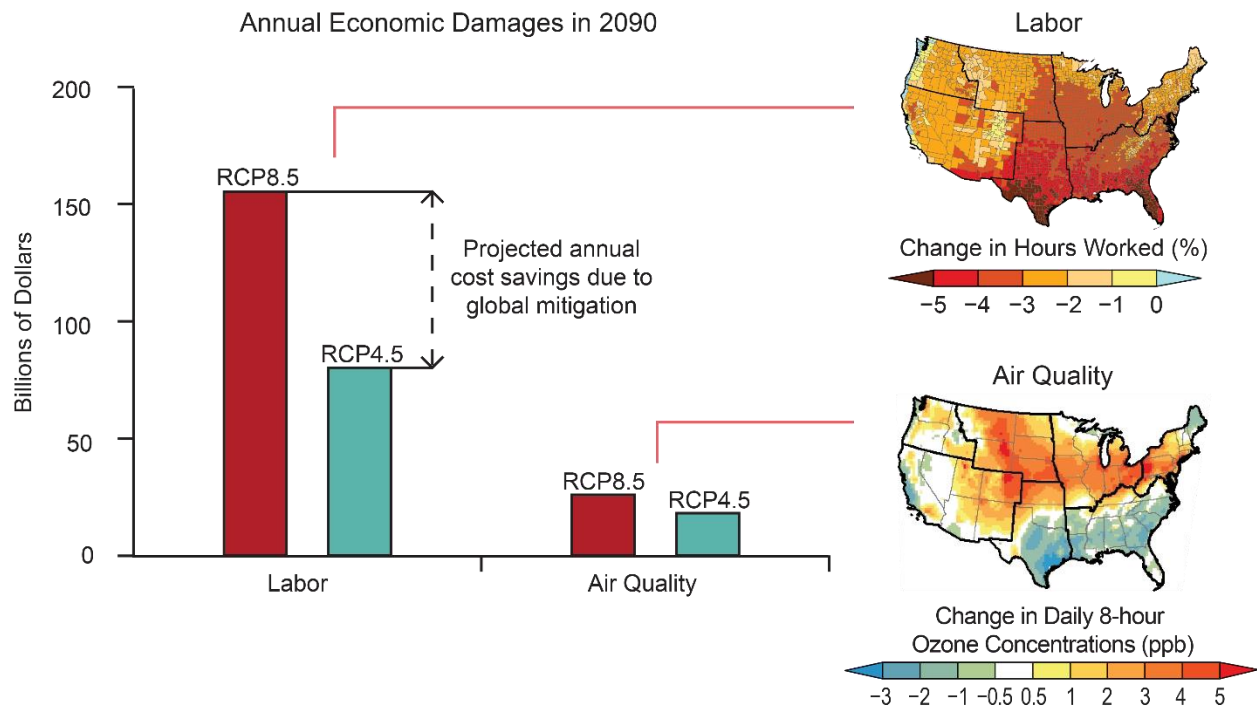 Annual Economic Damages in 2090
Billions of Dollars
200
150
100
50
0
RCP8.5
RCP4.5
Projected annual
cost savings due to
global mitigation
RCP8.5
RCP4.5
Labor
Air Quality
Labor
Change in Hours Worked (%)
−5 −4 −3 −2 −1 0
Air Quality
Change in Daily 8-hour
Ozone Concentrations (ppb)
−3 −2 −1 −0.5 0.5 1 2 3 4 5